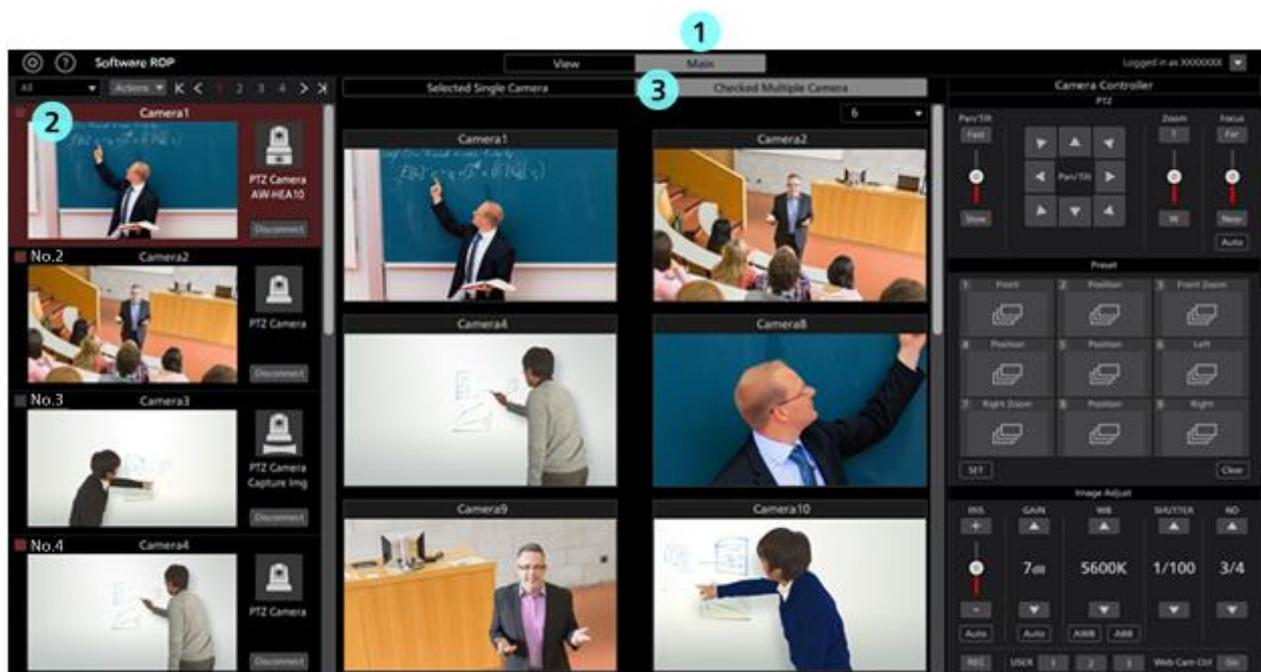 1
Software ROP
View
Main
Logged in as XXXXXXX
All
Actions
1 2 3 4
Selected Single Camera
3
Checked Multiple Camera
Camera Controller
PTZ
2
Camera1
PTZ Camera
AW-HEA10
Disconnect
No.2 Camera2
PTZ Camera
Disconnect
No.3 Camera3
PTZ Camera
Capture Img
Disconnect
No.4 Camera4
PTZ Camera
Disconnect
6
Camera1
Camera2
Camera4
Camera8
Camera9
Camera10
Pan/Tilt
Zoom
Focus
Fast
T
Far
Pan/Tilt
Slow
W
Near
Auto
Preset
1 Front
2 Position
3 Front Zoom
4 Position
5 Position
6 Left
7 Right Zoom
8 Position
9 Right
SET
Clear
Image Adjust
IRIS
GAIN
WB
SHUTTER
ND
+
7dB
5600K
1/100
3/4
-
Auto
Auto
AWB
ABB
REC
USER 1 2 3
Web Cam Ctrl